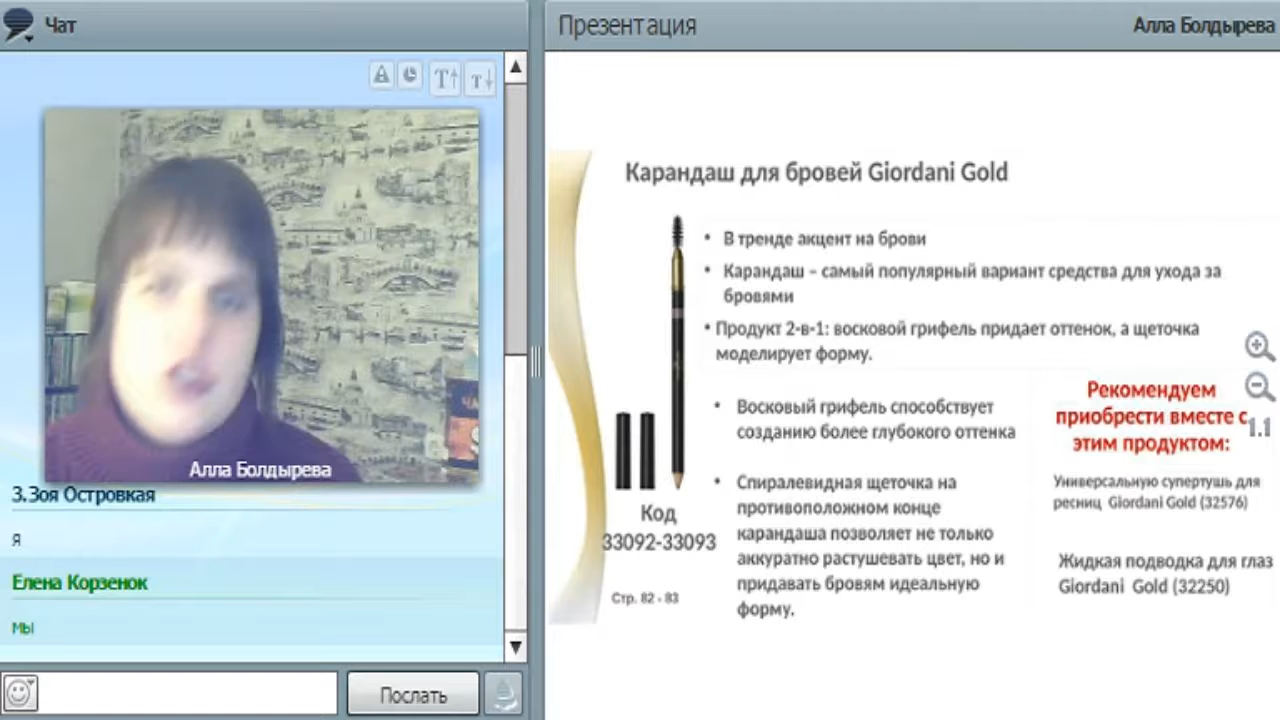 Чат
Алла Болдырева
3.Зоя Островкая
я
Елена Корзенок
мы
Послать
Презентация
Алла Болдырева
Карандаш для бровей Giordani Gold
• В тренде акцент на брови
• Карандаш – самый популярный вариант средства для ухода за
бровями
• Продукт 2-в-1: восковой грифель придает оттенок, а щеточка
моделирует форму.
• Восковый грифель способствует
созданию более глубокого оттенка
• Спиралевидная щеточка на
противоположном конце
карандаша позволяет не только
аккуратно растушевать цвет, но и
придавать бровям идеальную
форму.
Код
33092-33093
Стр. 82 - 83
Рекомендуем
приобрести вместе с
этим продуктом:
1.1
Универсальную супертушь для
ресниц Giordani Gold (32576)
Жидкая подводка для глаз
Giordani Gold (32250)